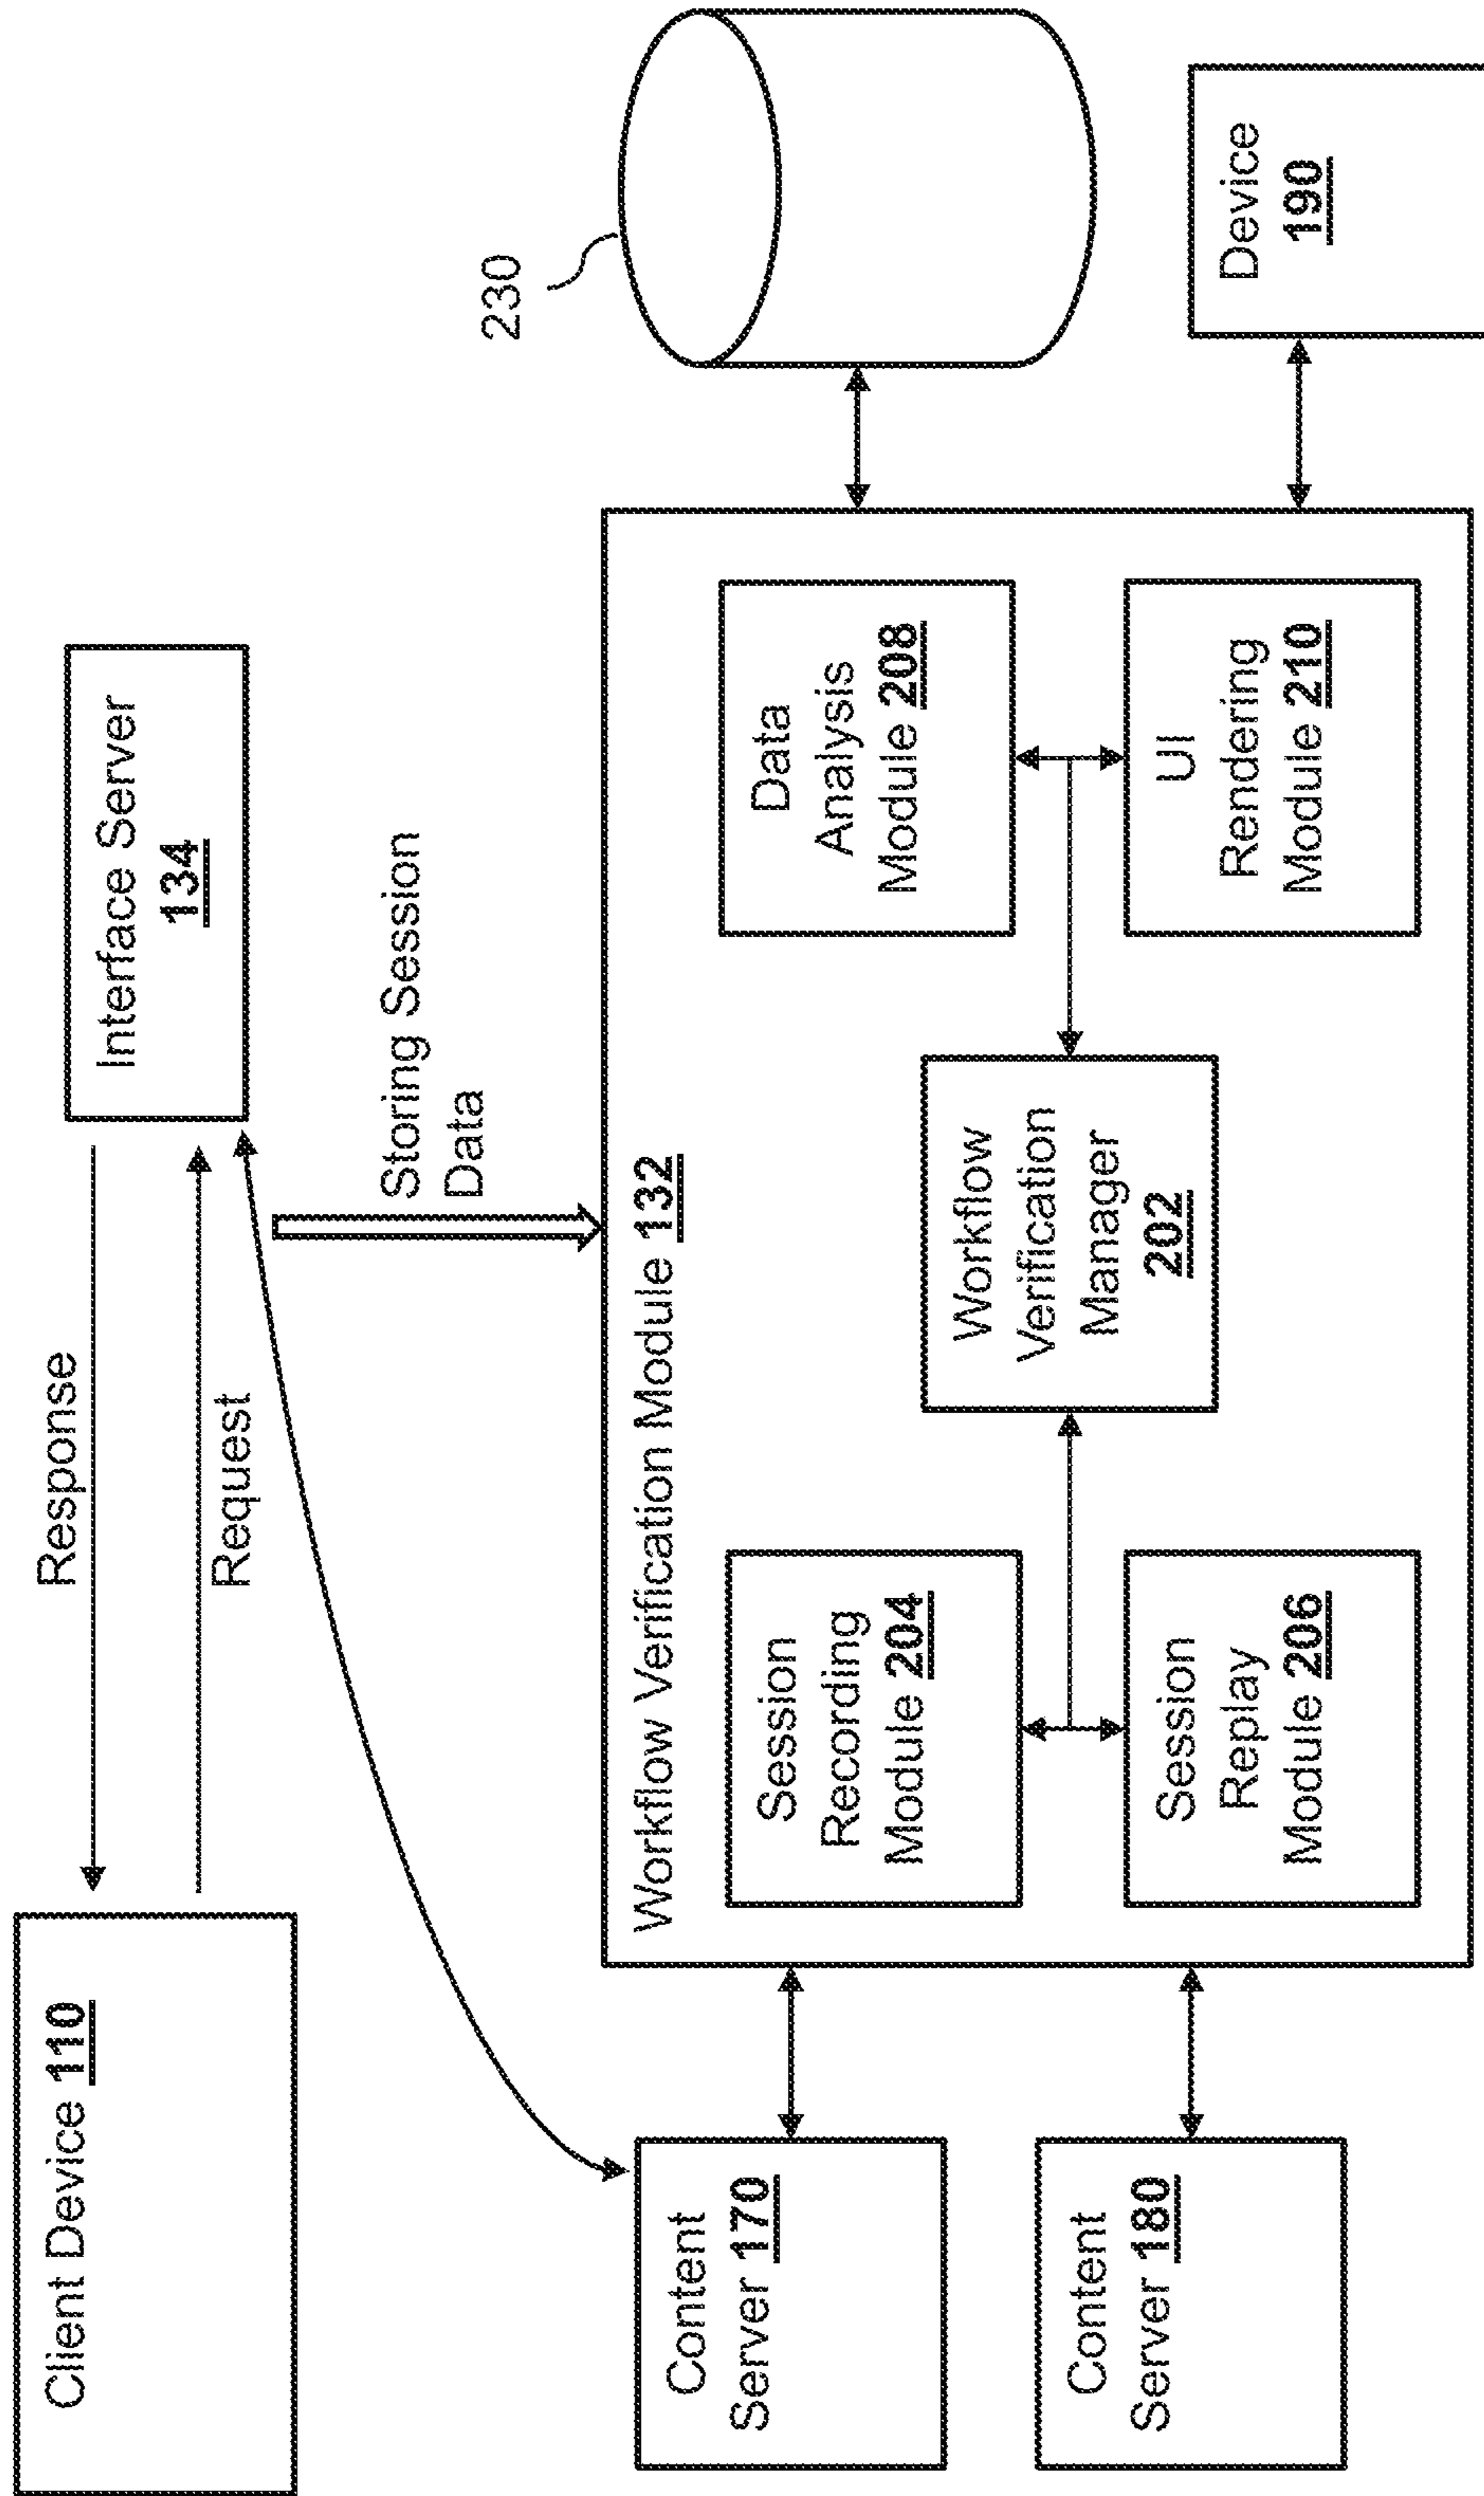 Client Device 110
Response
Request
Interface Server
134
Storing Session
Data
230
Content
Server 170
Content
Server 180
Workflow Verification Module 132
Session
Recording
Module 204
Session
Replay
Module 206
Workflow
Verification
Manager
202
Data
Analysis
Module 208
UI
Rendering
Module 210
Device
190